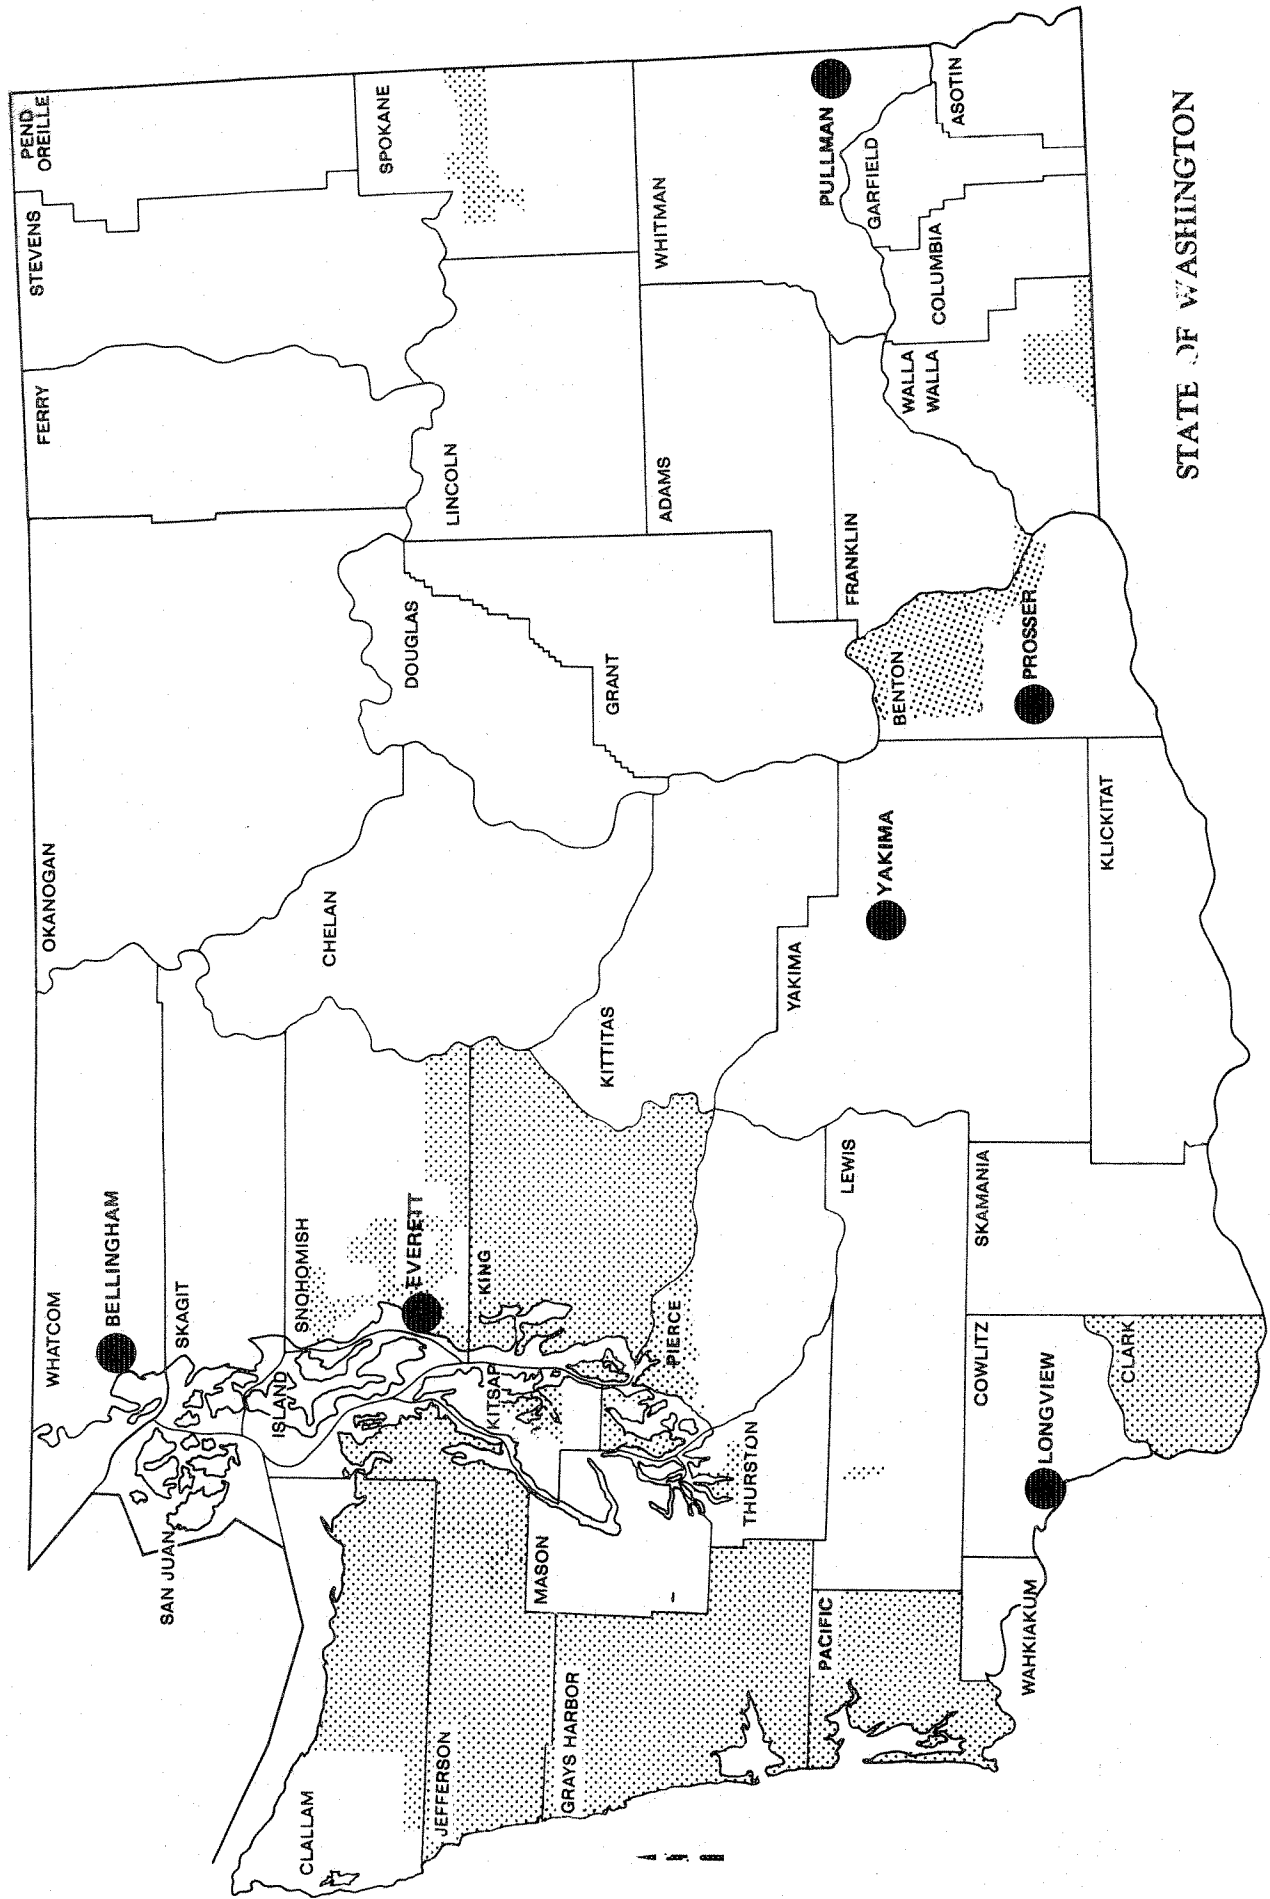 WHATCOM
BELLINGHAM
OKANOGAN
FERRY
STEVENS
PEND
OREILLE
SAN JUAN
SKAGIT
ISLAND
SNOHOMISH
CHELAN
CLALLAM
EVERETT
DOUGLAS
LINCOLN
SPOKANE
JEFFERSON
KITSAP
KING
MASON
GRAYS HARBOR
KITTITAS
GRANT
ADAMS
WHITMAN
PIERCE
THURSTON
YAKIMA
PACIFIC
LEWIS
YAKIMA
FRANKLIN
PULLMAN
BENTON
WALLA
WALLA
COLUMBIA
GARFIELD
ASOTIN
WAHKIAKUM
COWLITZ
SKAMANIA
LONGVIEW
PROSSER
CLARK
KLICKITAT
STATE OF WASHINGTON